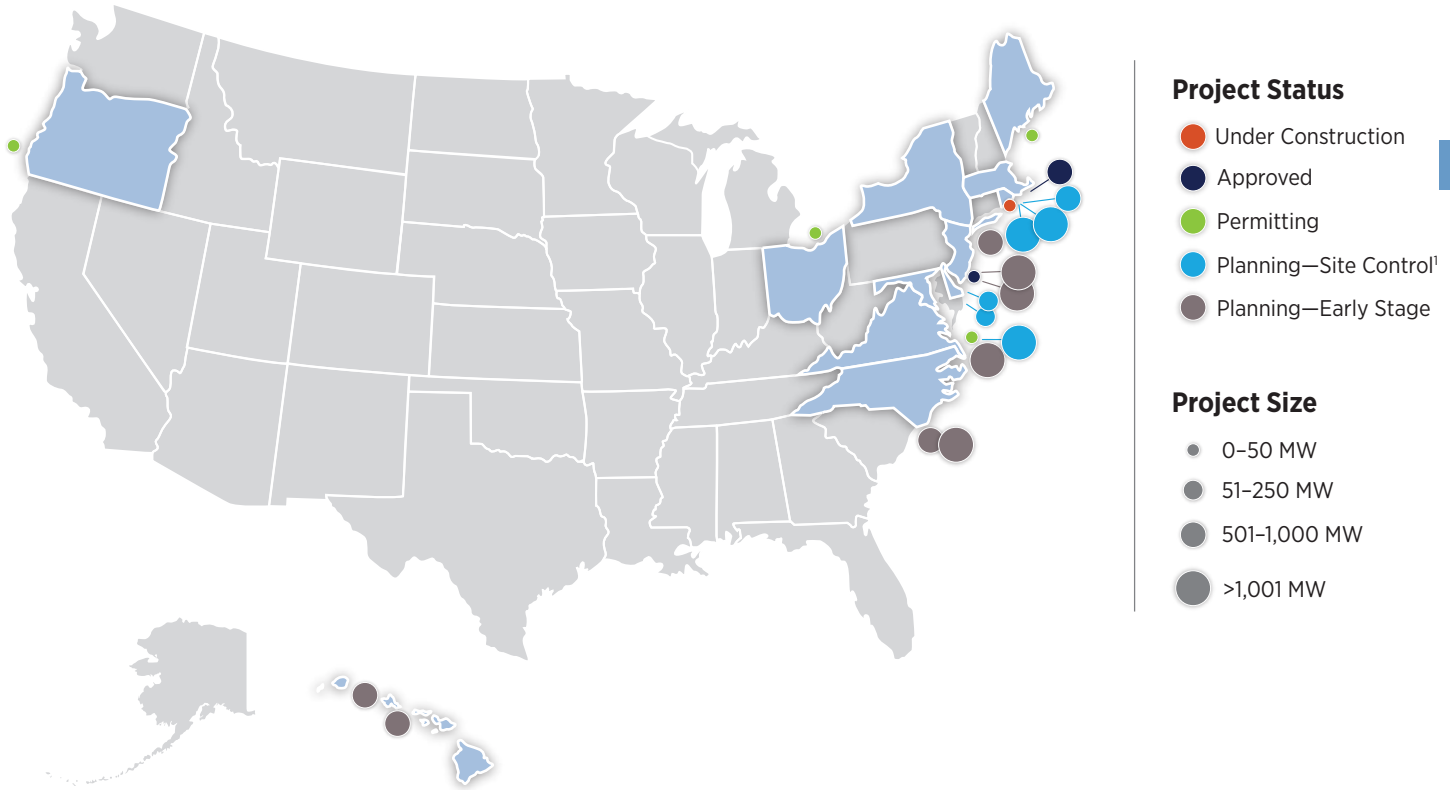 Project Status
Under Construction
Approved
Permitting
Planning—Site Control¹
Planning—Early Stage
Project Size
0–50 MW
51–250 MW
501–1,000 MW
>1,001 MW